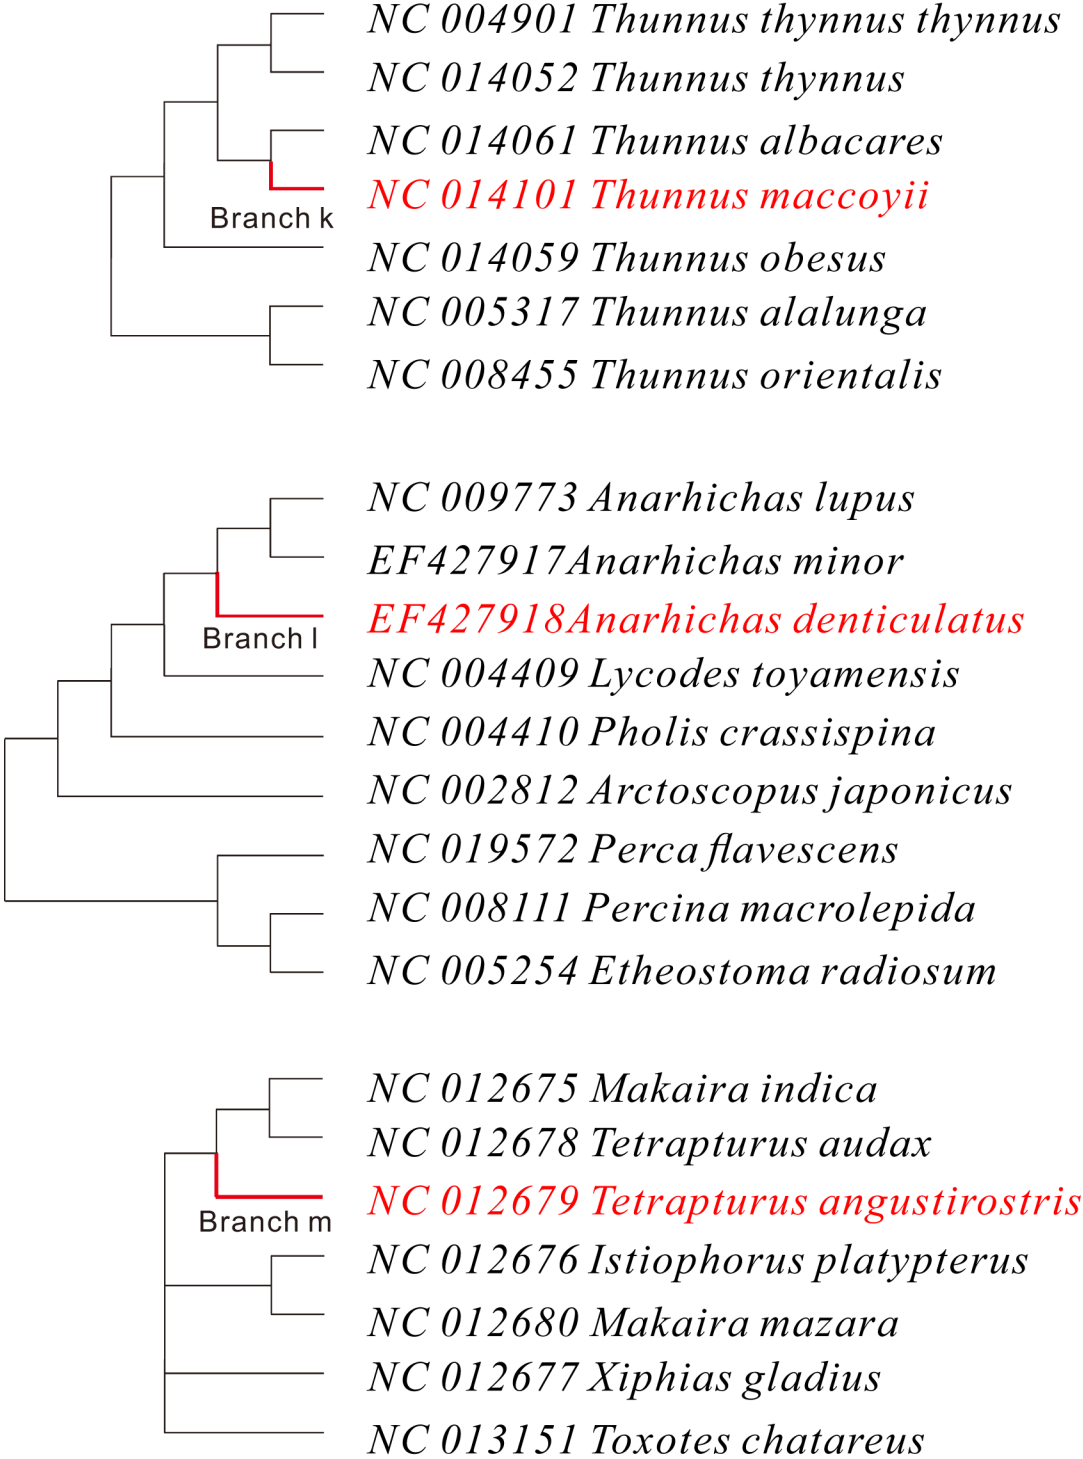 NC 004901 Thunnus thynnus thynnus
NC 014052 Thunnus thynnus
NC 014061 Thunnus albacares
NC 014101 Thunnus maccoyii
Branch k
NC 014059 Thunnus obesus
NC 005317 Thunnus alalunga
NC 008455 Thunnus orientalis
NC 009773 Anarhichas lupus
EF427917Anarhichas minor
EF427918Anarhichas denticulatus
Branch l
NC 004409 Lycodes toyamensis
NC 004410 Pholis crassispina
NC 002812 Arctoscopus japonicus
NC 019572 Perca flavescens
NC 008111 Percina macrolepida
NC 005254 Etheostoma radiosum
NC 012675 Makaira indica
NC 012678 Tetrapturus audax
NC 012679 Tetrapturus angustirostris
Branch m
NC 012676 Istiophorus platypterus
NC 012680 Makaira mazara
NC 012677 Xiphias gladius
NC 013151 Toxotes chatareus